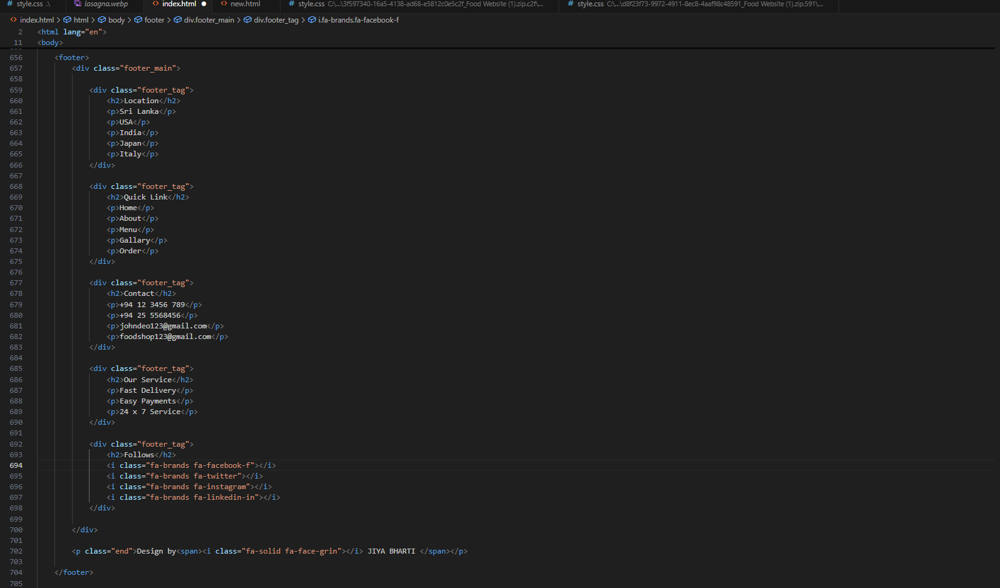 # style.css .\ lasagna.webp <> index.html ● <> new.html # style.css C:\...\3f597340-16a5-4138-ad68-e5812c0e5c2f_Food Website (1).zip.c2f\... # style.css C:\...\d8f23f73-9972-4911-8ec8-4aaf98c48591_Food Website (1).zip.591\...
<> index.html > html > body > footer > div.footer_main > div.footer_tag > i.fa-brands.fa-facebook-f
2 <html lang="en">
11 <body>
656 <footer>
657 <div class="footer_main">
658
659 <div class="footer_tag">
660 <h2>Location</h2>
661 <p>Sri Lanka</p>
662 <p>USA</p>
663 <p>India</p>
664 <p>Japan</p>
665 <p>Italy</p>
666 </div>
667
668 <div class="footer_tag">
669 <h2>Quick Link</h2>
670 <p>Home</p>
671 <p>About</p>
672 <p>Menu</p>
673 <p>Gallary</p>
674 <p>Order</p>
675 </div>
676
677 <div class="footer_tag">
678 <h2>Contact</h2>
679 <p>+94 12 3456 789</p>
680 <p>+94 25 5568456</p>
681 <p>johndeo123@gmail.com</p>
682 <p>foodshop123@gmail.com</p>
683 </div>
684
685 <div class="footer_tag">
686 <h2>Our Service</h2>
687 <p>Fast Delivery</p>
688 <p>Easy Payments</p>
689 <p>24 x 7 Service</p>
690 </div>
691
692 <div class="footer_tag">
693 <h2>Follows</h2>
694 <i class="fa-brands fa-facebook-f"></i>
695 <i class="fa-brands fa-twitter"></i>
696 <i class="fa-brands fa-instagram"></i>
697 <i class="fa-brands fa-linkedin-in"></i>
698 </div>
699
700 </div>
701
702 <p class="end">Design by<span><i class="fa-solid fa-face-grin"></i> JIYA BHARTI </span></p>
703
704 </footer>
705